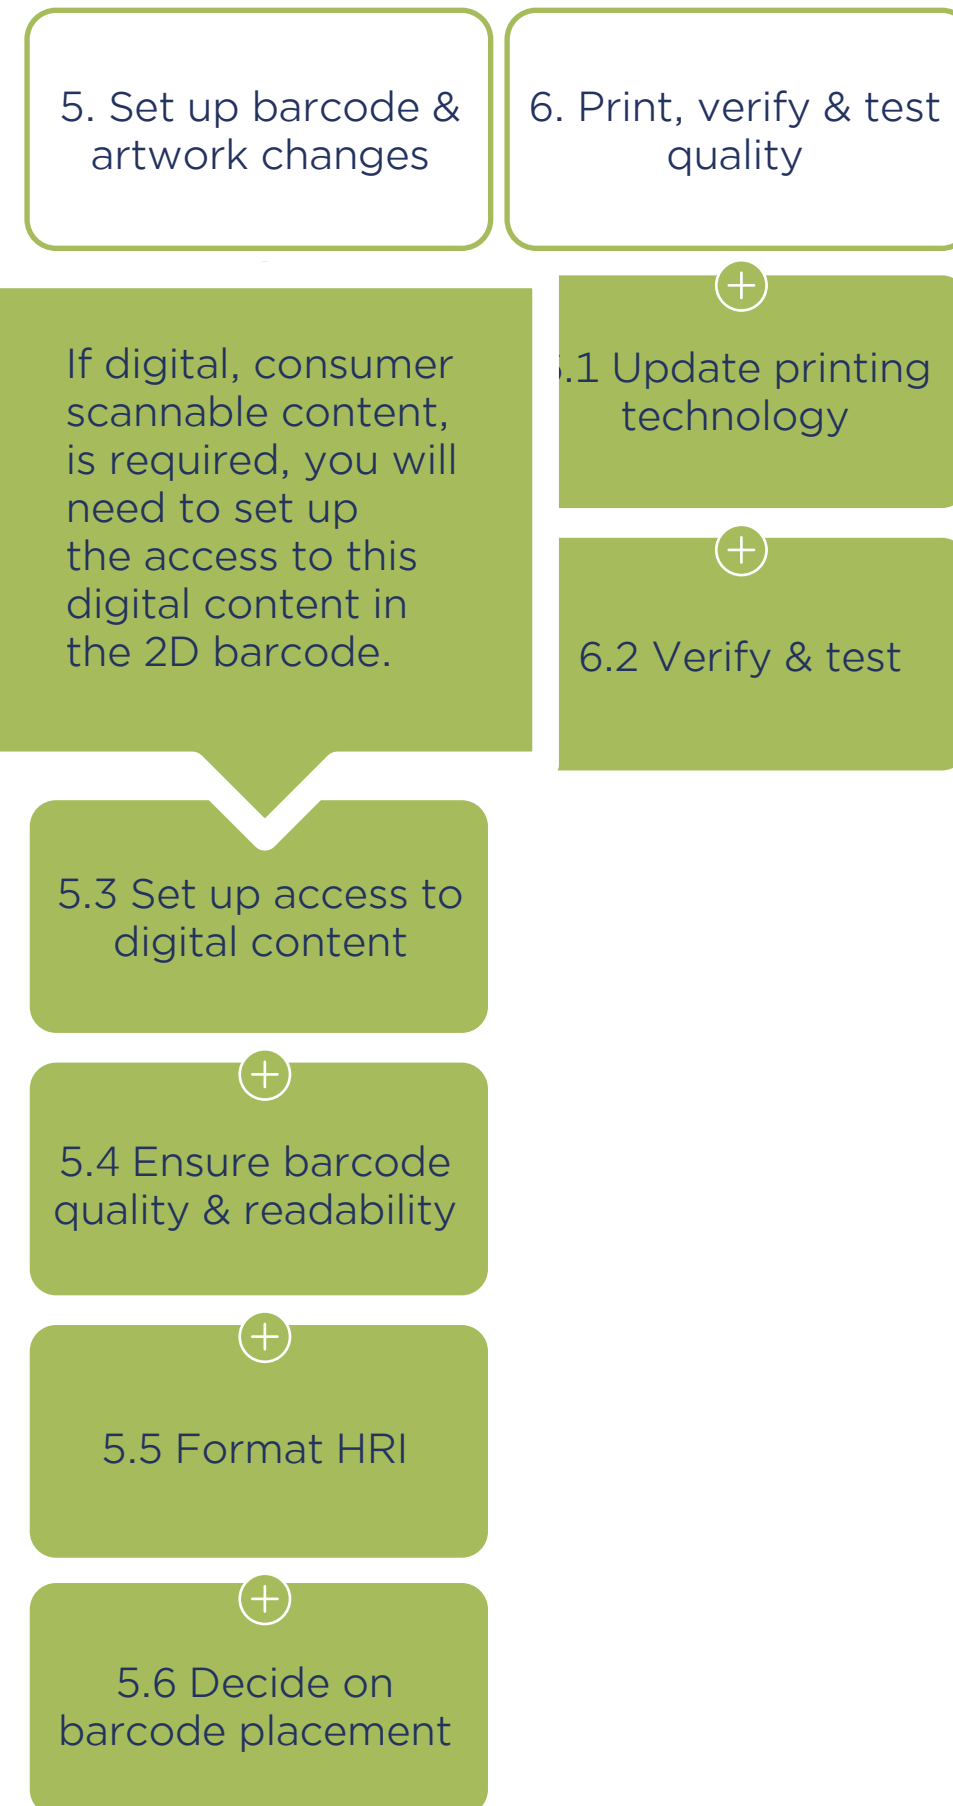 5. Set up barcode &
artwork changes
6. Print, verify & test
quality
If digital, consumer
scannable content,
is required, you will
need to set up
the access to this
digital content in
the 2D barcode.
.1 Update printing
technology
6.2 Verify & test
5.3 Set up access to
digital content
5.4 Ensure barcode
quality & readability
5.5 Format HRI
5.6 Decide on
barcode placement